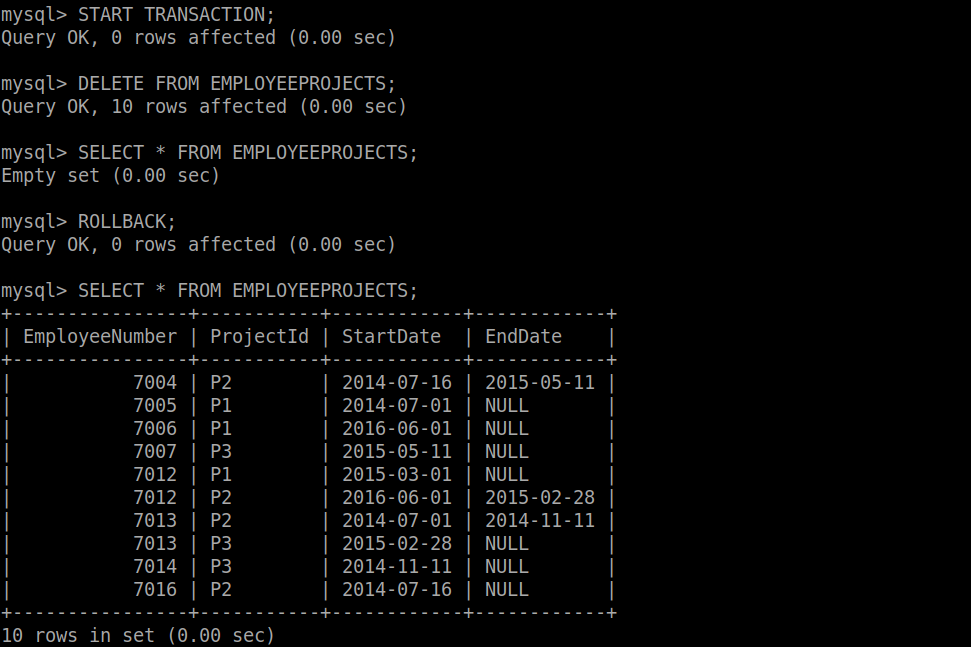 mysql> START TRANSACTION;
Query OK, 0 rows affected (0.00 sec)

mysql> DELETE FROM EMPLOYEEPROJECTS;
Query OK, 10 rows affected (0.00 sec)

mysql> SELECT * FROM EMPLOYEEPROJECTS;
Empty set (0.00 sec)

mysql> ROLLBACK;
Query OK, 0 rows affected (0.00 sec)

mysql> SELECT * FROM EMPLOYEEPROJECTS;
+----------------+-----------+------------+------------+
| EmployeeNumber | ProjectId | StartDate  | EndDate    |
+----------------+-----------+------------+------------+
|           7004 | P2        | 2014-07-16 | 2015-05-11 |
|           7005 | P1        | 2014-07-01 | NULL       |
|           7006 | P1        | 2016-06-01 | NULL       |
|           7007 | P3        | 2015-05-11 | NULL       |
|           7012 | P1        | 2015-03-01 | NULL       |
|           7012 | P2        | 2016-06-01 | 2015-02-28 |
|           7013 | P2        | 2014-07-01 | 2014-11-11 |
|           7013 | P3        | 2015-02-28 | NULL       |
|           7014 | P3        | 2014-11-11 | NULL       |
|           7016 | P2        | 2014-07-16 | NULL       |
+----------------+-----------+------------+------------+
10 rows in set (0.00 sec)